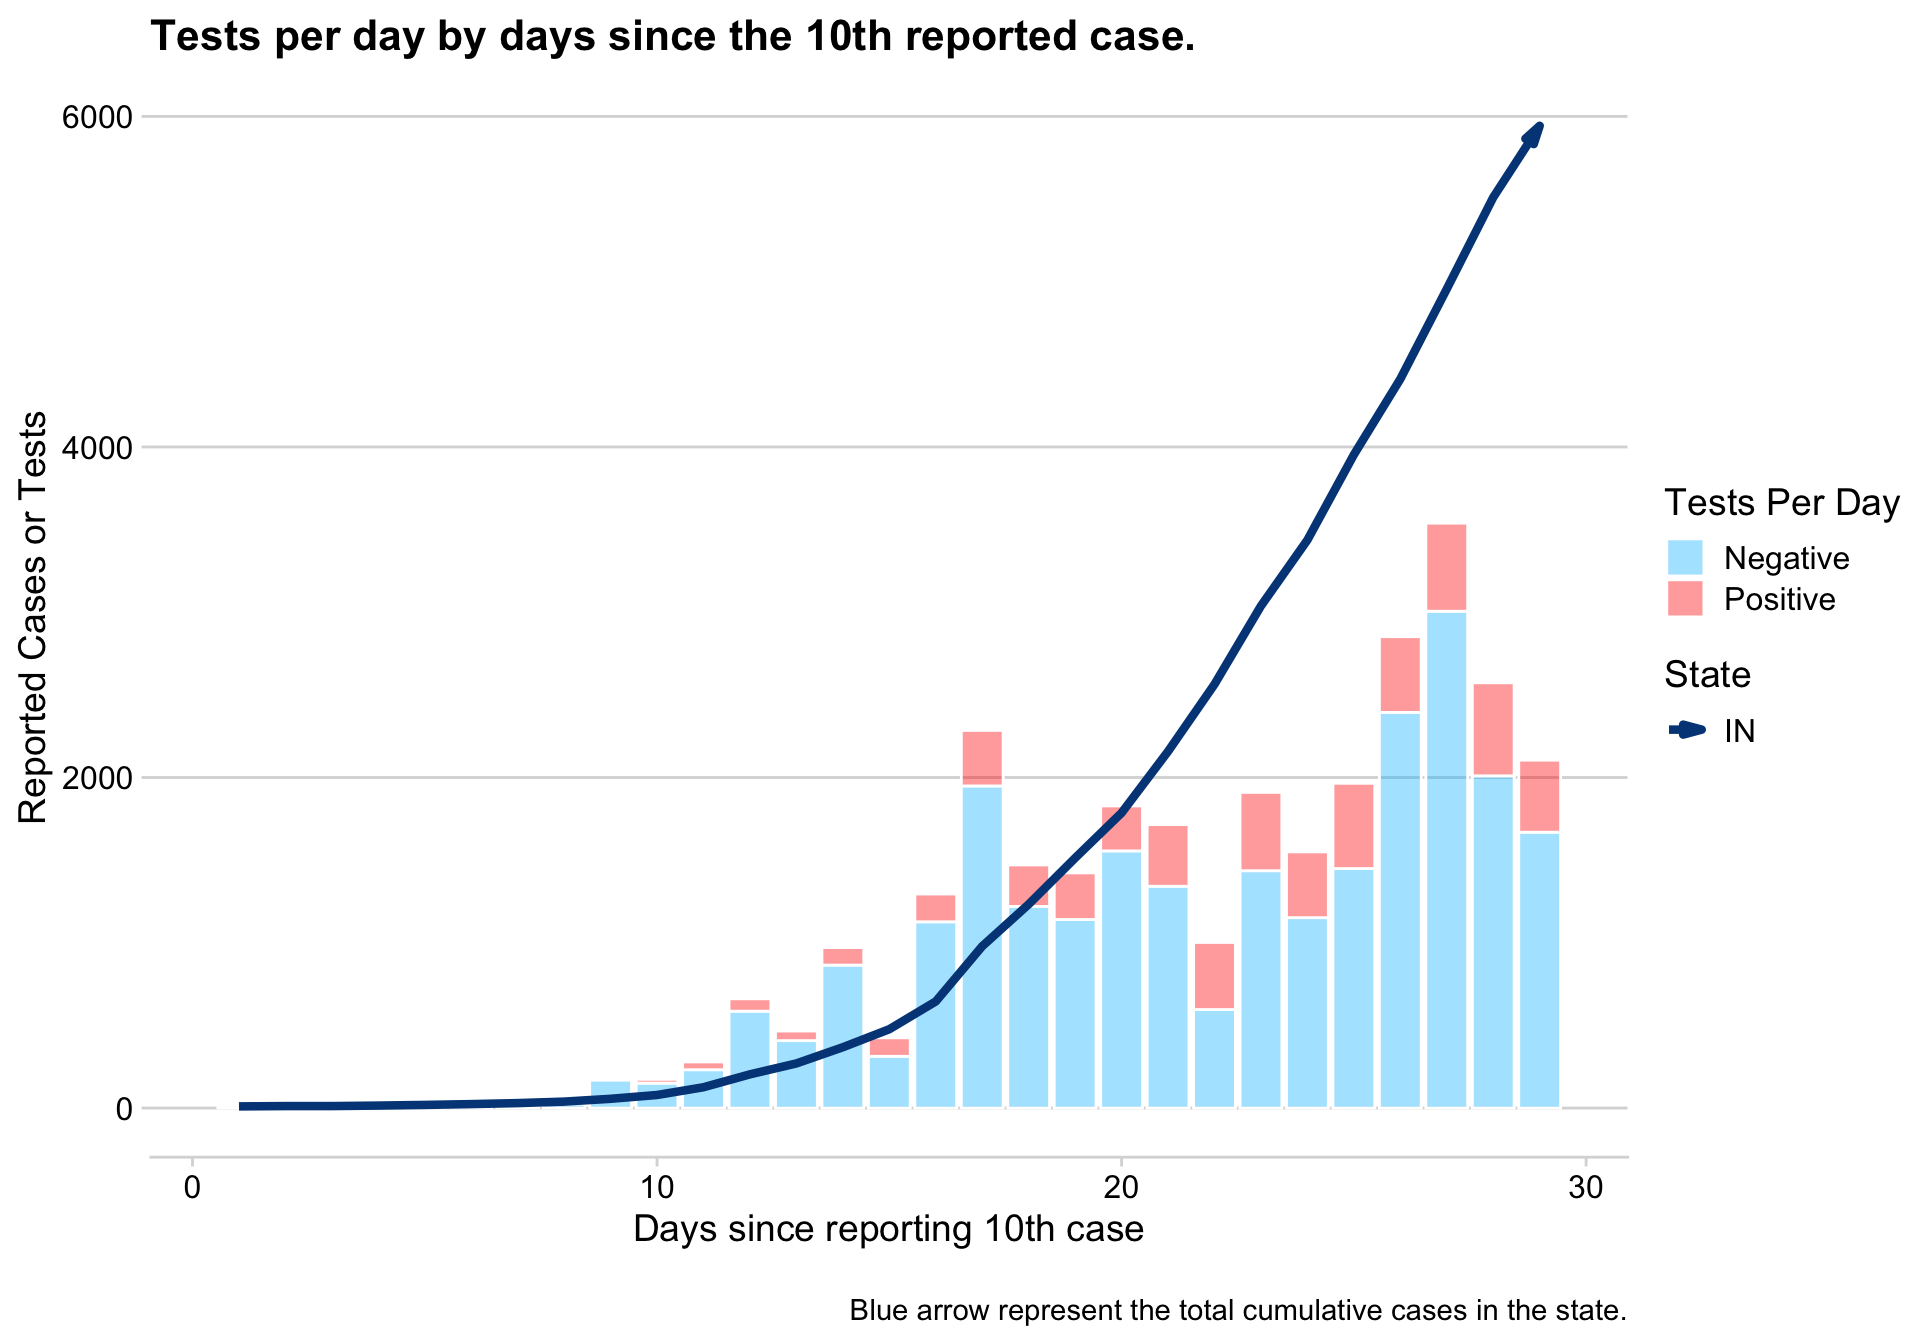 Tests per day by days since the 10th reported case.
6000
4000
2000
0
Reported Cases or Tests
0
10
20
30
Days since reporting 10th case
Tests Per Day
Negative
Positive
State
IN
Blue arrow represent the total cumulative cases in the state.